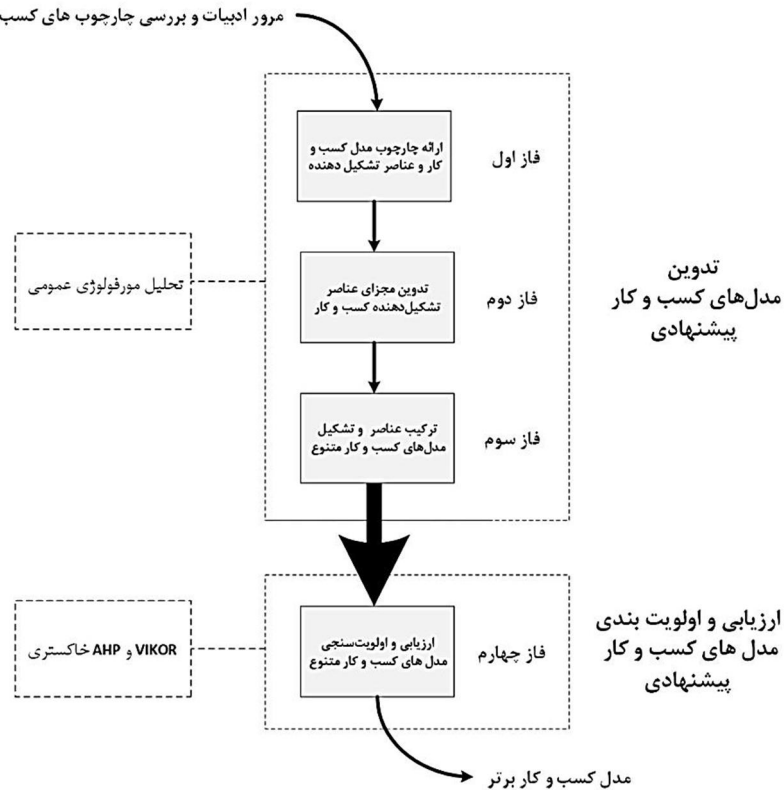 مرور ادبیات و بررسی چارچوب های کسب
ارائه چارچوب مدل کسب و
کار و عناصر تشکیل دهنده
فاز اول
تدوین مجزای عناصر
تشکیل‌دهنده کسب و کار
فاز دوم
ترکیب عناصر و تشکیل
مدل‌های کسب و کار متنوع
فاز سوم
تدوین
مدل‌های کسب و کار
پیشنهادی
تحلیل مورفولوژی عمومی
ارزیابی و اولویت‌سنجی
مدل های کسب و کار متنوع
فاز چهارم
ارزیابی و اولویت بندی
مدل های کسب و کار
پیشنهادی
VIKOR و AHP خاکستری
مدل کسب و کار برتر